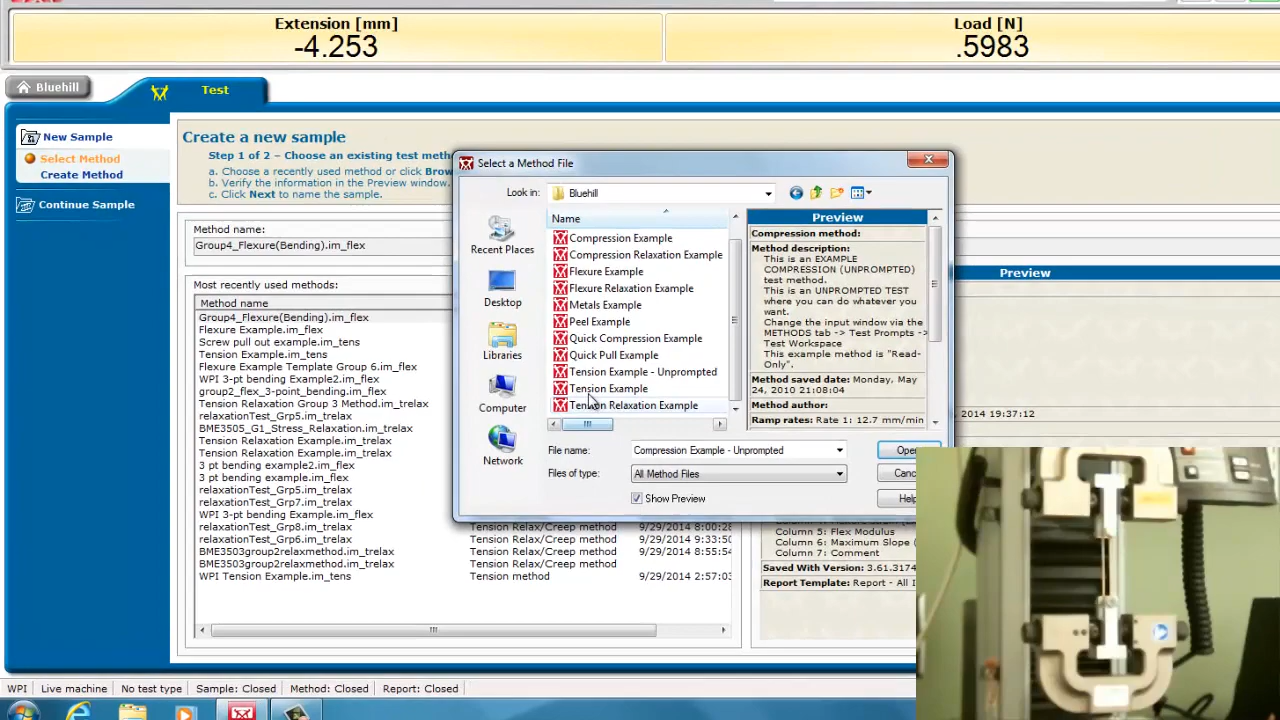 Extension [mm]
-4.253
Load [N]
.5983
Bluehill
Test
New Sample
Select Method
Create Method
Continue Sample
Create a new sample
Step 1 of 2 – Choose an existing test meth
a. Choose a recently used method or click Brow
b. Verify the information in the Preview window.
c. Click Next to name the sample.
Method name:
Group4_Flexure(Bending).im_flex
Most recently used methods:
Method name
Group4_Flexure(Bending).im_flex
Flexure Example.im_flex
Screw pull out example.im_tens
Tension Example.im_tens
Flexure Example Template Group 6.im_flex
WPI 3-pt bending Example2.im_flex
group2_flex_3-point_bending.im_flex
Tension Relaxation Group 3 Method.im_trelax
relaxationTest_Grp5.im_trelax
BME3505_G1_Stress_Relaxation.im_trelax
Tension Relaxation Example.im_trelax
3 pt bending example2.im_flex
3 pt bending example.im_flex
relaxationTest_Grp5.im_trelax
relaxationTest_Grp7.im_trelax
WPI 3-pt bending Example.im_flex
relaxationTest_Grp8.im_trelax Tension Relax/Creep method 9/29/2014 8:00:28
relaxationTest_Grp6.im_trelax Tension Relax/Creep method 9/29/2014 9:33:50
BME3503group2relaxmethod.im_trelax Tension Relax/Creep method 9/29/2014 8:55:54
BME3503group2relaxmethod.im_trelax Tension Relax/Creep method
WPI Tension Example.im_tens Tension method 9/29/2014 2:57:03
Select a Method File
Look in:
Bluehill
Recent Places
Desktop
Libraries
Computer
Network
Name
Compression Example
Compression Relaxation Example
Flexure Example
Flexure Relaxation Example
Metals Example
Peel Example
Quick Compression Example
Quick Pull Example
Tension Example - Unprompted
Tension Example
Tension Relaxation Example
File name:
Compression Example - Unprompted
Files of type:
All Method Files
Show Preview
Open
Canc
Help
Preview
Compression method:
Method description:
This is an EXAMPLE
COMPRESSION (UNPROMPTED)
test method.
This is an UNPROMPTED TEST
where you can do whatever you
want.
Change the input window via the
METHODS tab -> Test Prompts ->
Test Workspace
This example method is "Read-
Only".
Method saved date: Monday, May
24, 2010 21:08:04
Method author:
Ramp rates: Rate 1: 12.7 mm/min
Preview
, 2014 19:37:12
Column 5: Flex Modulus
Column 6: Maximum Slope (
Column 7: Comment
Saved With Version: 3.61.3174
Report Template: Report - All I
WPI
Live machine
No test type
Sample: Closed
Method: Closed
Report: Closed